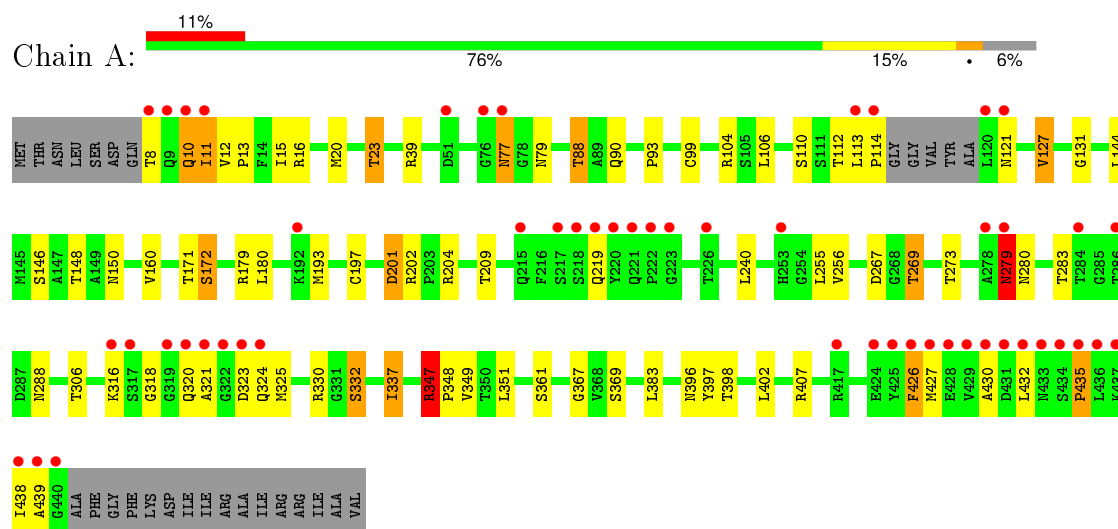 11%
Chain A:
76% 15% • 6%
MET THR ASN LEU SER ASP GLN T8 Q9 Q10 I11 V12 P13 F14 I15 R16 M20 T23 R39 D51 G76 N77 G78 N79 T88 A89 Q90 P93 C99 R104 S105 L106 S110 S111 T112 L113 P114 GLY GLY VAL TYR ALA L120 N121 V127 G131 L144
M145 S146 A147 T148 A149 N150 V160 T171 S172 R179 L180 K192 M193 C197 D201 R202 P203 R204 T209 Q215 F216 S217 S218 Q219 Y220 Q221 P222 G223 T226 L240 H253 G254 L255 V256 D267 G268 T269 T273 A278 N279 N280 T283 T284 G285 T286
D287 N288 T306 K316 S317 G318 G319 Q320 A321 G322 D323 Q324 M325 R330 G331 S332 I337 R347 P348 V349 T350 L351 S361 G367 V368 S369 L383 N396 Y397 T398 L402 R407 R417 E424 Y425 F426 M427 E428 V429 A430 D431 L432 N433 S434 P435 L436 K437
I438 A439 G440 ALA PHE GLY PHE LYS ASP ILE ILE ARG ALA ILE ARG ARG ILE ALA VAL